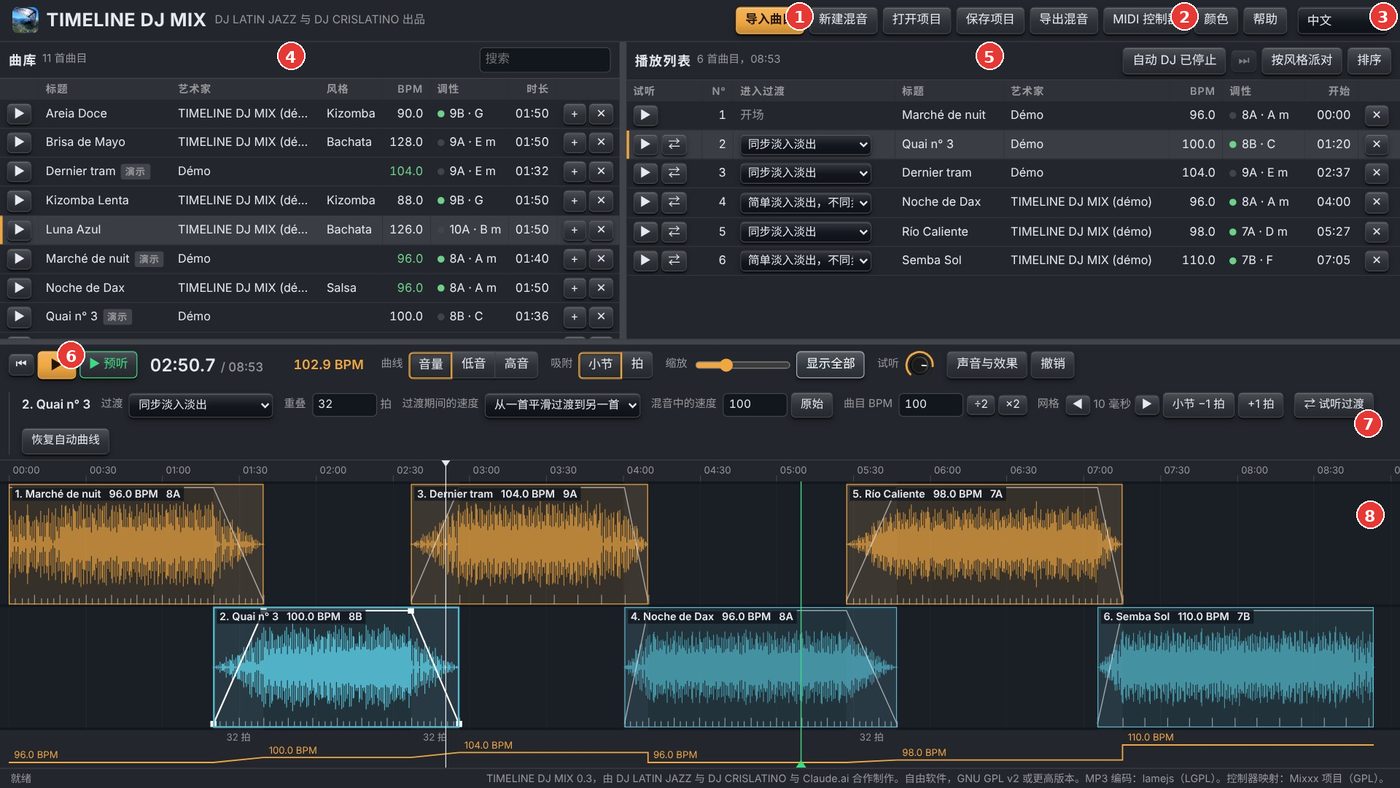 TIMELINE DJ MIX DJ LATIN JAZZ 与 DJ CRISLATINO 出品
导入曲 1 新建混音 打开项目 保存项目 导出混音 MIDI 控制 2 颜色 帮助 中文 3
曲库 11 首曲目 4 搜索
标题 艺术家 风格 BPM 调性 时长
Areia Doce TIMELINE DJ MIX (dé… Kizomba 90.0 9B · G 01:50 + ×
Brisa de Mayo TIMELINE DJ MIX (dé… Bachata 128.0 9A · E m 01:50 + ×
Dernier tram 演示 Démo 104.0 9A · E m 01:32 + ×
Kizomba Lenta TIMELINE DJ MIX (dé… Kizomba 88.0 9B · G 01:50 + ×
Luna Azul TIMELINE DJ MIX (dé… Bachata 126.0 10A · B m 01:50 + ×
Marché de nuit 演示 Démo 96.0 8A · A m 01:40 + ×
Noche de Dax TIMELINE DJ MIX (dé… Salsa 96.0 8A · A m 01:50 + ×
Quai n° 3 演示 Démo 100.0 8B · C 01:36 + ×
播放列表 6 首曲目，08:53 5 自动 DJ 已停止 按风格派对 排序
试听 N° 进入过渡 标题 艺术家 BPM 调性 开始
1 开场 Marché de nuit Démo 96.0 8A · A m 00:00 ×
2 同步淡入淡出 Quai n° 3 Démo 100.0 8B · C 01:20 ×
3 同步淡入淡出 Dernier tram Démo 104.0 9A · E m 02:37 ×
4 简单淡入淡出，不同 Noche de Dax TIMELINE DJ MIX (démo) 96.0 8A · A m 04:00 ×
5 同步淡入淡出 Río Caliente TIMELINE DJ MIX (démo) 98.0 7A · D m 05:27 ×
6 简单淡入淡出，不同 Semba Sol TIMELINE DJ MIX (démo) 110.0 7B · F 07:05 ×
6 预听 02:50.7 / 08:53 102.9 BPM 曲线 音量 低音 高音 吸附 小节 拍 缩放 显示全部 试听 声音与效果 撤销
2. Quai n° 3 过渡 同步淡入淡出 重叠 32 拍 过渡期间的速度 从一首平滑过渡到另一首 混音中的速度 100 原始 曲目 BPM 100 ÷2 ×2 网格 ◀ 10 毫秒 ▶ 小节 −1 拍 +1 拍 ⇄ 试听过渡
7
恢复自动曲线
00:00 00:30 01:00 01:30 02:00 02:30 03:00 03:30 04:00 04:30 05:00 05:30 06:00 06:30 07:00 07:30 08:00 08:30
1. Marché de nuit 96.0 BPM 8A
3. Dernier tram 104.0 BPM 9A
5. Río Caliente 98.0 BPM 7A
8
2. Quai n° 3 100.0 BPM 8B
4. Noche de Dax 96.0 BPM 8A
6. Semba Sol 110.0 BPM 7B
32 拍 32 拍 32 拍
96.0 BPM 100.0 BPM 104.0 BPM 96.0 BPM 98.0 BPM 110.0 BPM
就绪 TIMELINE DJ MIX 0.3，由 DJ LATIN JAZZ 与 DJ CRISLATINO 与 Claude.ai 合作制作。自由软件，GNU GPL v2 或更高版本。MP3 编码：lamejs（LGPL）。控制器映射：Mixxx 项目（GPL）。